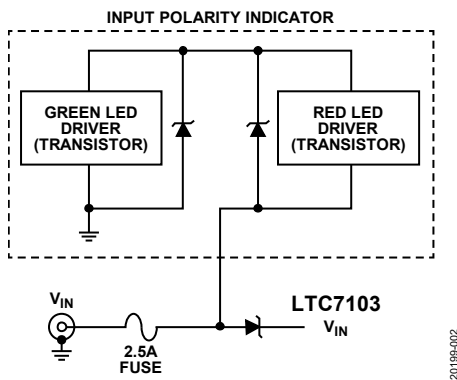 INPUT POLARITY INDICATOR
GREEN LED
DRIVER
(TRANSISTOR)
RED LED
DRIVER
(TRANSISTOR)
VIN
2.5A
FUSE
LTC7103
VIN
20199-002